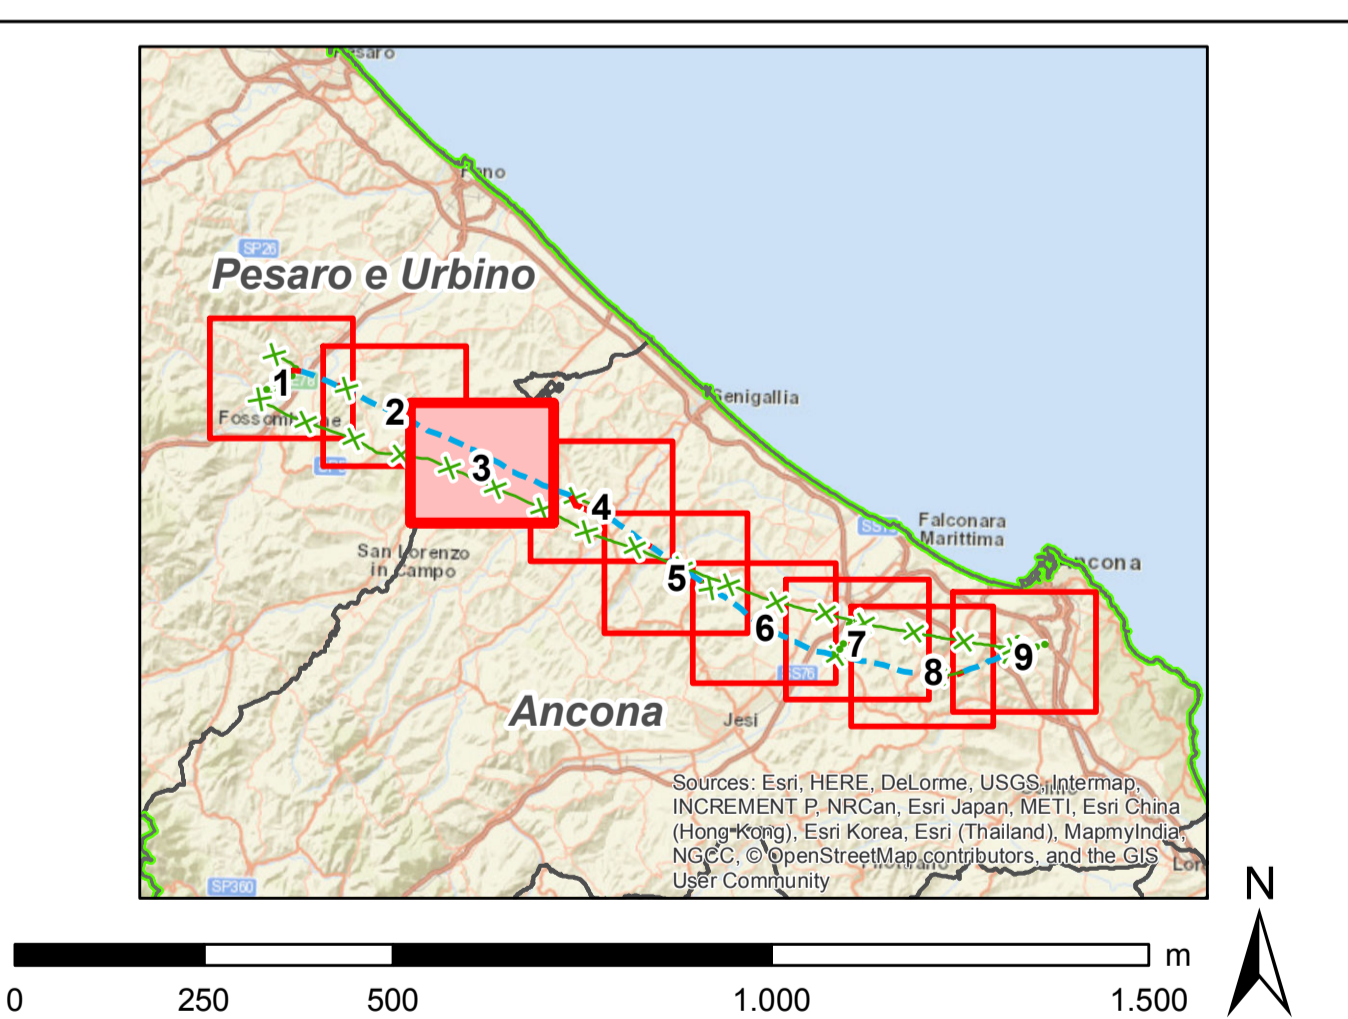 Fano
SP26
Pesaro e Urbino
1
2
Senigallia
3
4
Falconara
Marittima
San Lorenzo
in Campo
5
6
7
8
9
SS76
Ancona
Jesi
Sources: Esri, HERE, DeLorme, USGS, Intermap,
INCREMENT P, NRCan, Esri Japan, METI, Esri China
(Hong Kong), Esri Korea, Esri (Thailand), MapmyIndia,
NGCC, © OpenStreetMap contributors, and the GIS
User Community
SP360
N
m
0 250 500 1.000 1.500